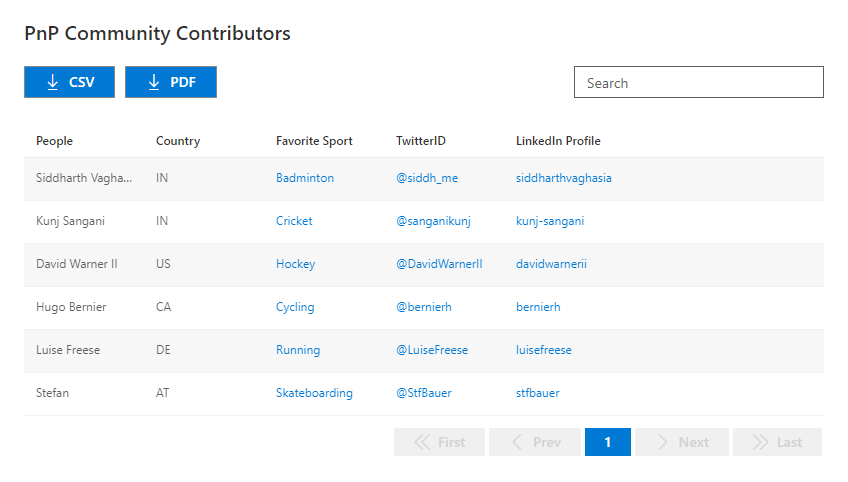 PnP Community Contributors
CSV PDF Search
People Country Favorite Sport TwitterID LinkedIn Profile
Siddharth Vagha... IN Badminton @siddh_me siddharthvaghasia
Kunj Sangani IN Cricket @sanganikunj kunj-sangani
David Warner II US Hockey @DavidWarnerII davidwarnerii
Hugo Bernier CA Cycling @bernierh bernierh
Luise Freese DE Running @LuiseFreese luisefreese
Stefan AT Skateboarding @StfBauer stfbauer
First Prev 1 Next Last